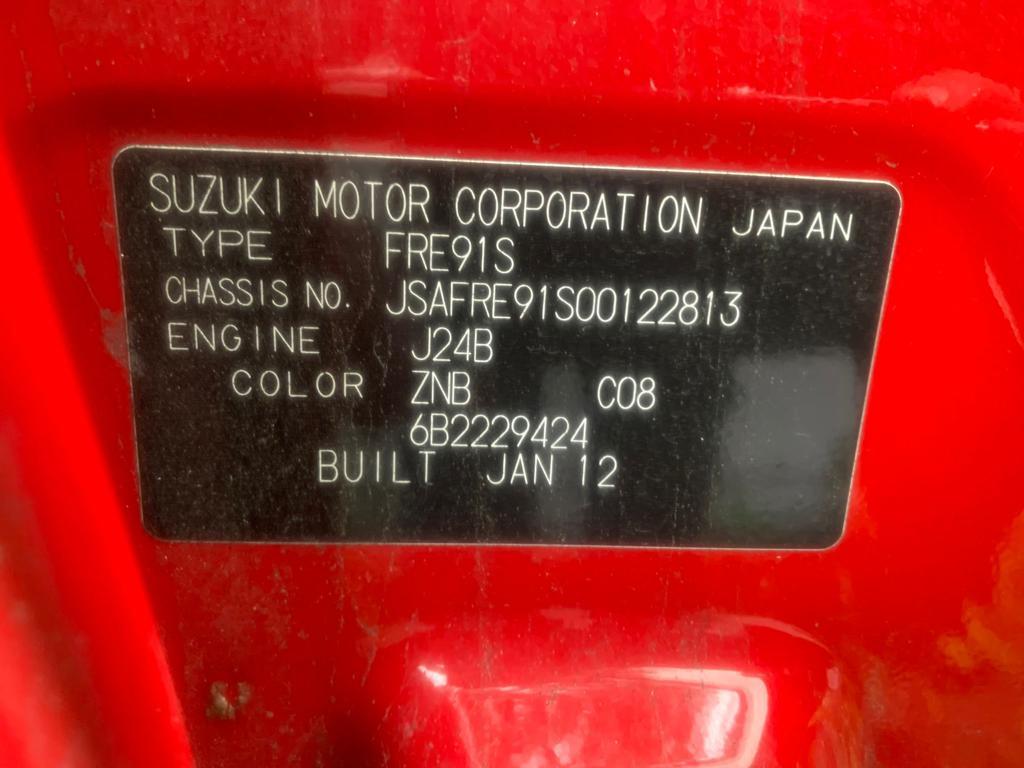 SUZUKI MOTOR CORPORATION JAPAN
TYPE FRE91S
CHASSIS NO. JSAFRE91S00122813
ENGINE J24B
COLOR ZNB C08
6B2229424
BUILT JAN 12